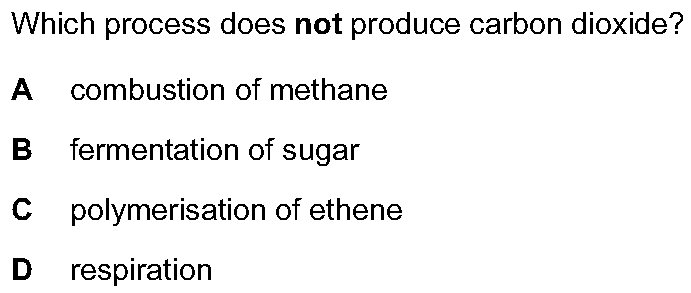 Which process does not produce carbon dioxide?
A combustion of methane
B fermentation of sugar
C polymerisation of ethene
D respiration